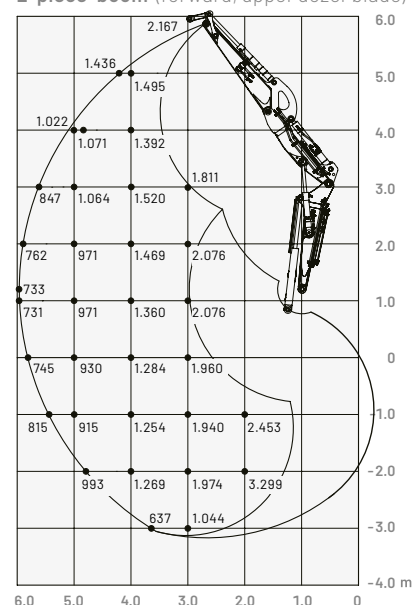 2-piece boom (forward/upper dozer blade)
2.167 6.0
1.436 1.495 5.0
1.022 1.071 1.392 4.0
847 1.064 1.520 1.811 3.0
762 971 1.469 2.076 2.0
733
731 971 1.360 2.076 1.0
745 930 1.284 1.960 0
815 915 1.254 1.940 2.453 -1.0
993 1.269 1.974 3.299 -2.0
637 1.044 -3.0
-4.0 m
6.0 5.0 4.0 3.0 2.0 1.0 0